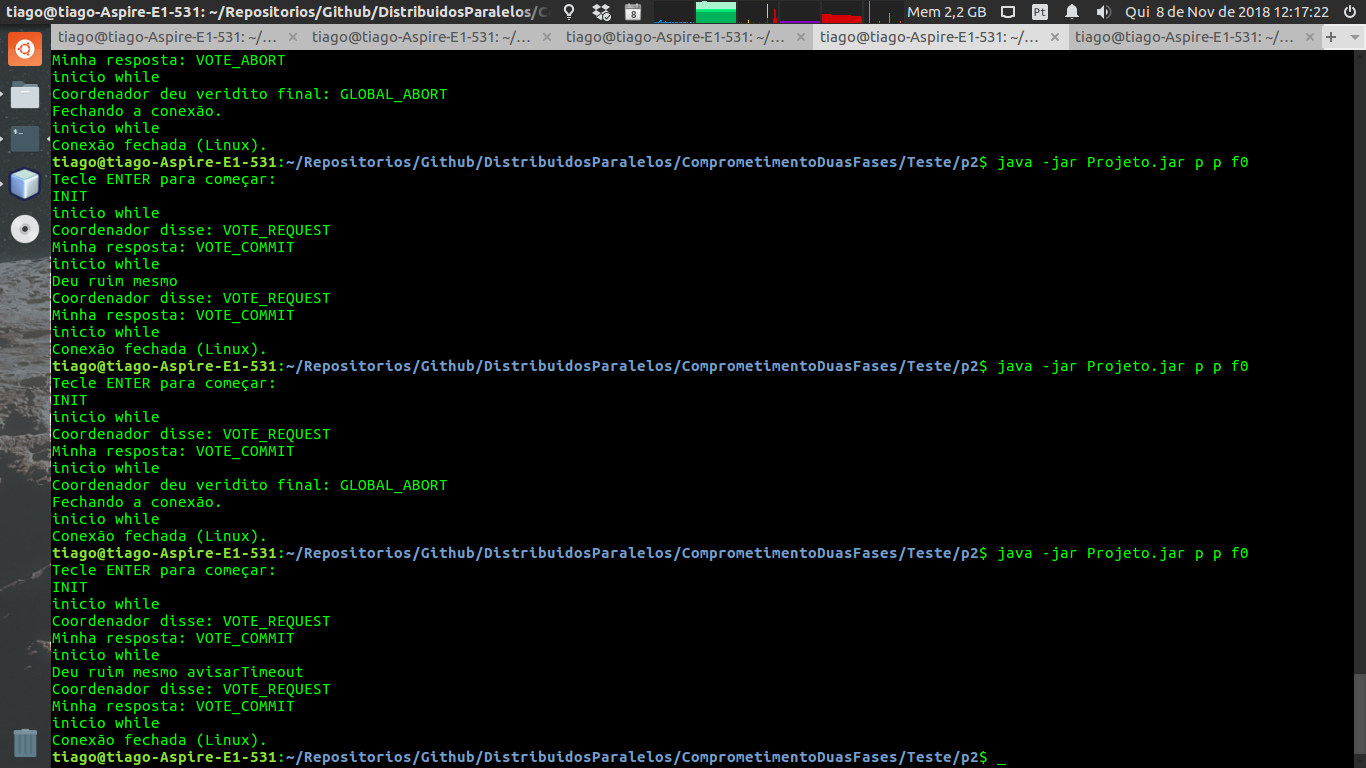 tiago@tiago-Aspire-E1-531: ~/Repositorios/Github/DistribuidosParalelos/C
8
Mem 2,2 GB
Pt
Qui 8 de Nov de 2018 12:17:22
tiago@tiago-Aspire-E1-531: ~/... ×
tiago@tiago-Aspire-E1-531: ~/... ×
tiago@tiago-Aspire-E1-531: ~/... ×
tiago@tiago-Aspire-E1-531: ~/... ×
tiago@tiago-Aspire-E1-531: ~/... ×
Minha resposta: VOTE_ABORT
inicio while
Coordenador deu veridito final: GLOBAL_ABORT
Fechando a conexão.
inicio while
Conexão fechada (Linux).
tiago@tiago-Aspire-E1-531:~/Repositorios/Github/DistribuidosParalelos/ComprometimentoDuasFases/Teste/p2$ java -jar Projeto.jar p p f0
Tecle ENTER para começar:
INIT
inicio while
Coordenador disse: VOTE_REQUEST
Minha resposta: VOTE_COMMIT
inicio while
Deu ruim mesmo
Coordenador disse: VOTE_REQUEST
Minha resposta: VOTE_COMMIT
inicio while
Conexão fechada (Linux).
tiago@tiago-Aspire-E1-531:~/Repositorios/Github/DistribuidosParalelos/ComprometimentoDuasFases/Teste/p2$ java -jar Projeto.jar p p f0
Tecle ENTER para começar:
INIT
inicio while
Coordenador disse: VOTE_REQUEST
Minha resposta: VOTE_COMMIT
inicio while
Coordenador deu veridito final: GLOBAL_ABORT
Fechando a conexão.
inicio while
Conexão fechada (Linux).
tiago@tiago-Aspire-E1-531:~/Repositorios/Github/DistribuidosParalelos/ComprometimentoDuasFases/Teste/p2$ java -jar Projeto.jar p p f0
Tecle ENTER para começar:
INIT
inicio while
Coordenador disse: VOTE_REQUEST
Minha resposta: VOTE_COMMIT
inicio while
Deu ruim mesmo avisarTimeout
Coordenador disse: VOTE_REQUEST
Minha resposta: VOTE_COMMIT
inicio while
Conexão fechada (Linux).
tiago@tiago-Aspire-E1-531:~/Repositorios/Github/DistribuidosParalelos/ComprometimentoDuasFases/Teste/p2$ _